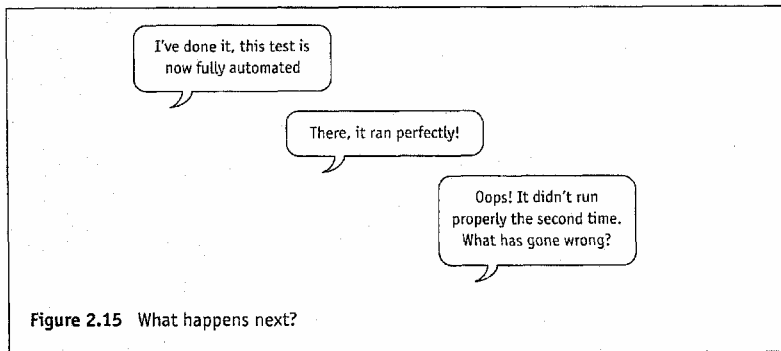 I've done it, this test is
now fully automated
There, it ran perfectly!
Oops! It didn't run
properly the second time.
What has gone wrong?
Figure 2.15 What happens next?